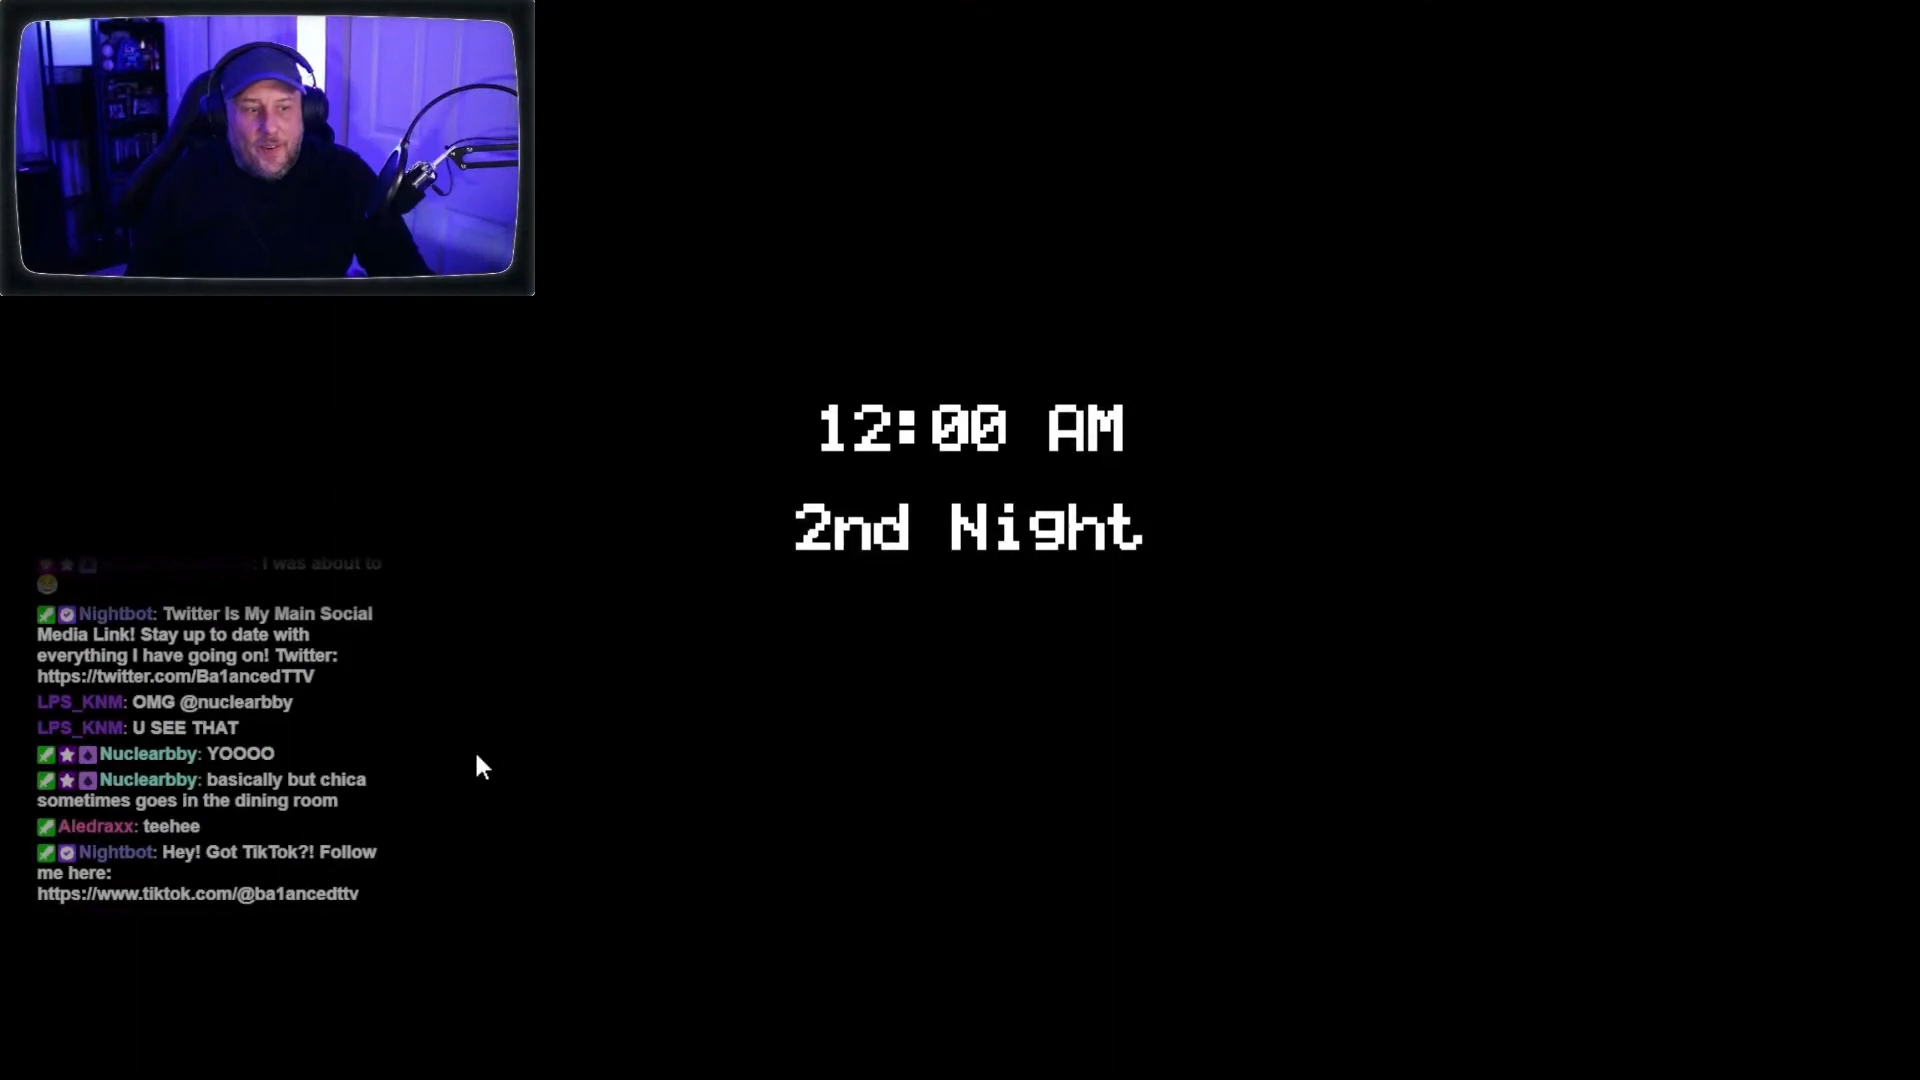 12:00 AM
2nd Night
: I was about to
Nightbot: Twitter Is My Main Social
Media Link! Stay up to date with
everything I have going on! Twitter:
https://twitter.com/Ba1ancedTTV
LPS_KNM: OMG @nuclearbby
LPS_KNM: U SEE THAT
Nuclearbby: YOOOO
Nuclearbby: basically but chica
sometimes goes in the dining room
Aledraxx: teehee
Nightbot: Hey! Got TikTok?! Follow
me here:
https://www.tiktok.com/@ba1ancedttv